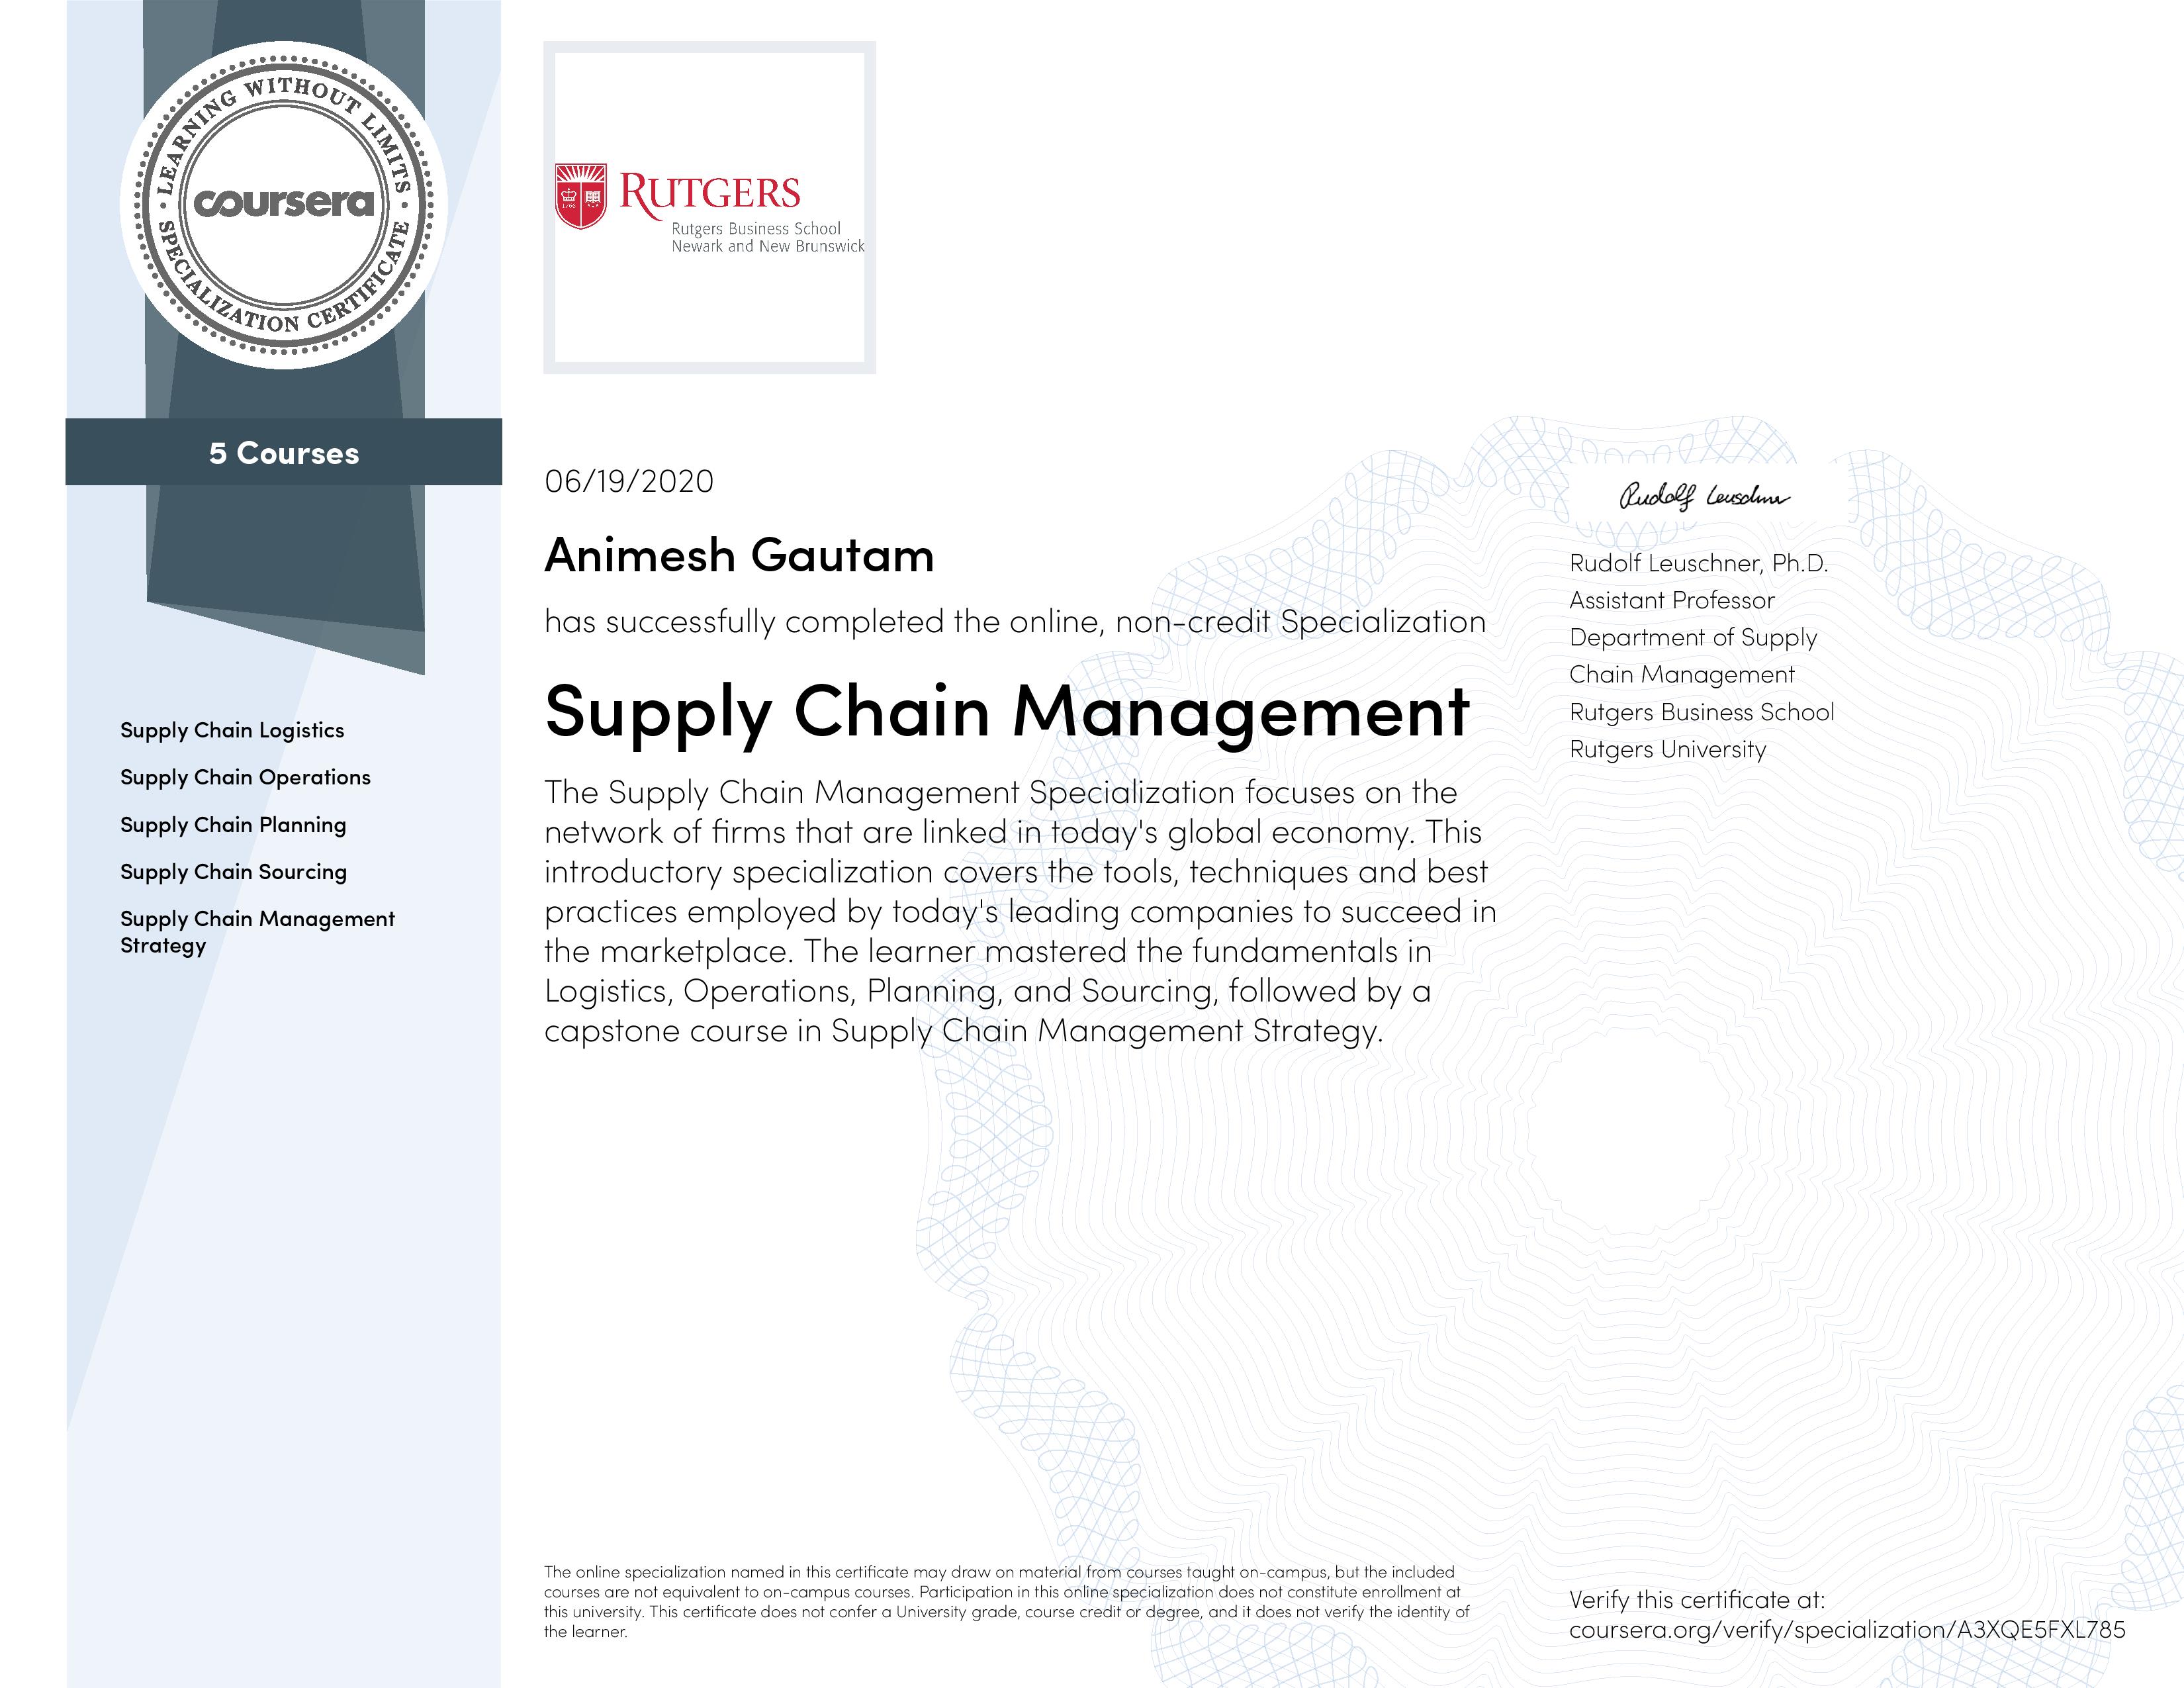 LEARNING WITHOUT LIMITS
coursera
SPECIALIZATION CERTIFICATE
5 Courses
Supply Chain Logistics
Supply Chain Operations
Supply Chain Planning
Supply Chain Sourcing
Supply Chain Management
Strategy
RUTGERS
Rutgers Business School
Newark and New Brunswick
06/19/2020
Animesh Gautam
has successfully completed the online, non-credit Specialization
Supply Chain Management
The Supply Chain Management Specialization focuses on the
network of firms that are linked in today's global economy. This
introductory specialization covers the tools, techniques and best
practices employed by today's leading companies to succeed in
the marketplace. The learner mastered the fundamentals in
Logistics, Operations, Planning, and Sourcing, followed by a
capstone course in Supply Chain Management Strategy.
Rudolf Leuschner
Rudolf Leuschner, Ph.D.
Assistant Professor
Department of Supply
Chain Management
Rutgers Business School
Rutgers University
The online specialization named in this certificate may draw on material from courses taught on-campus, but the included
courses are not equivalent to on-campus courses. Participation in this online specialization does not constitute enrollment at
this university. This certificate does not confer a University grade, course credit or degree, and it does not verify the identity of
the learner.
Verify this certificate at:
coursera.org/verify/specialization/A3XQE5FXL785